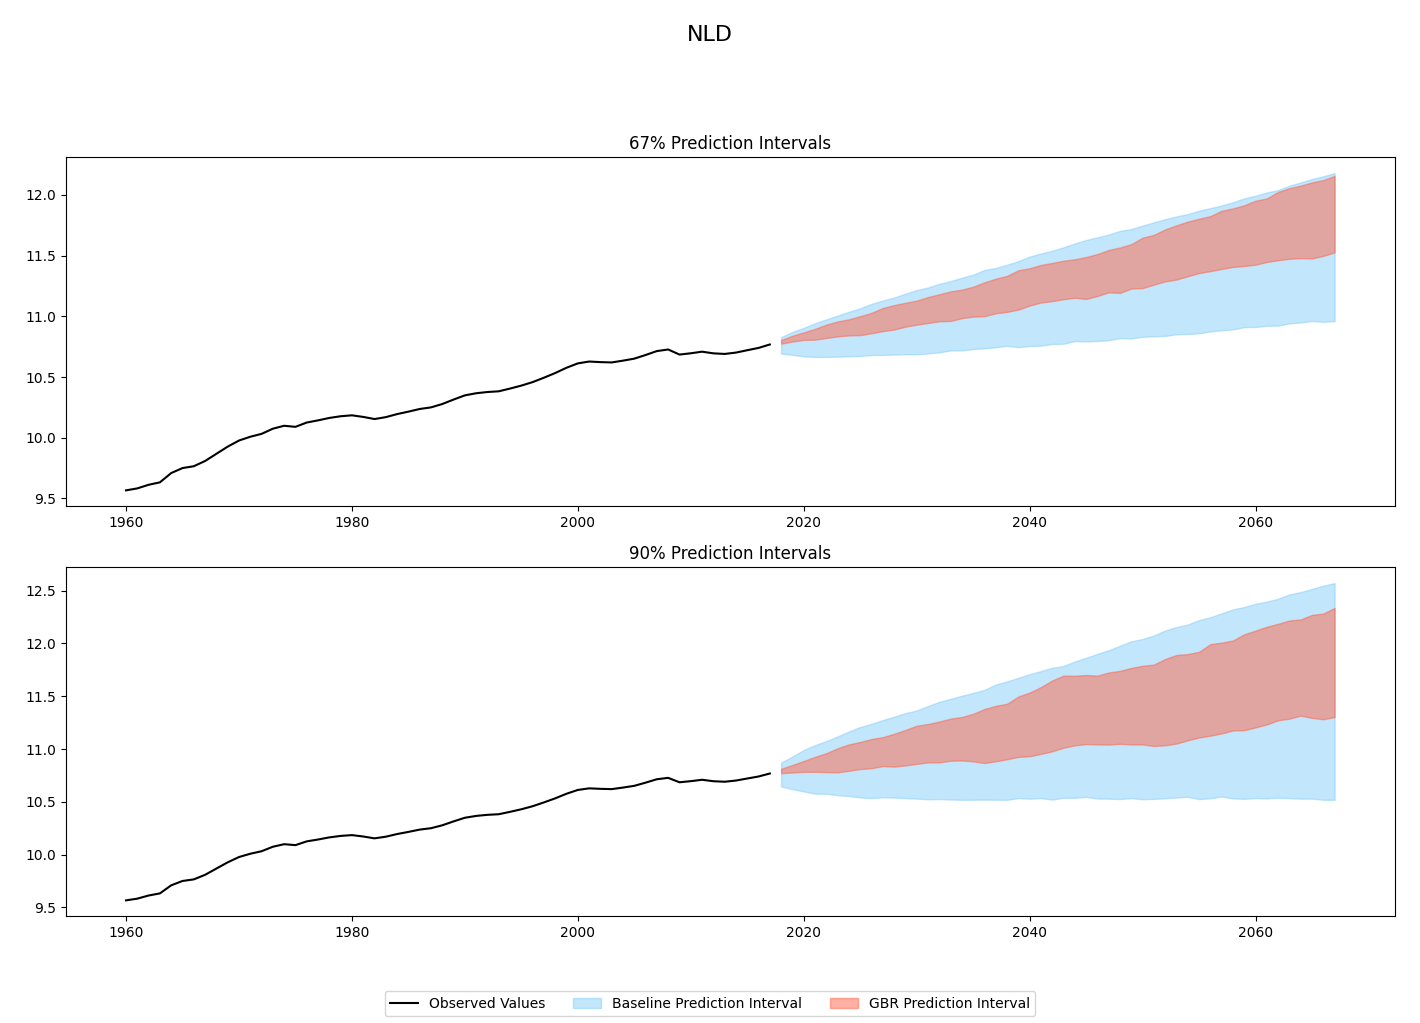 NLD
67% Prediction Intervals
12.0
11.5
11.0
10.5
10.0
9.5
1960 1980 2000 2020 2040 2060
90% Prediction Intervals
12.5
12.0
11.5
11.0
10.5
10.0
9.5
1960 1980 2000 2020 2040 2060
Observed Values Baseline Prediction Interval GBR Prediction Interval